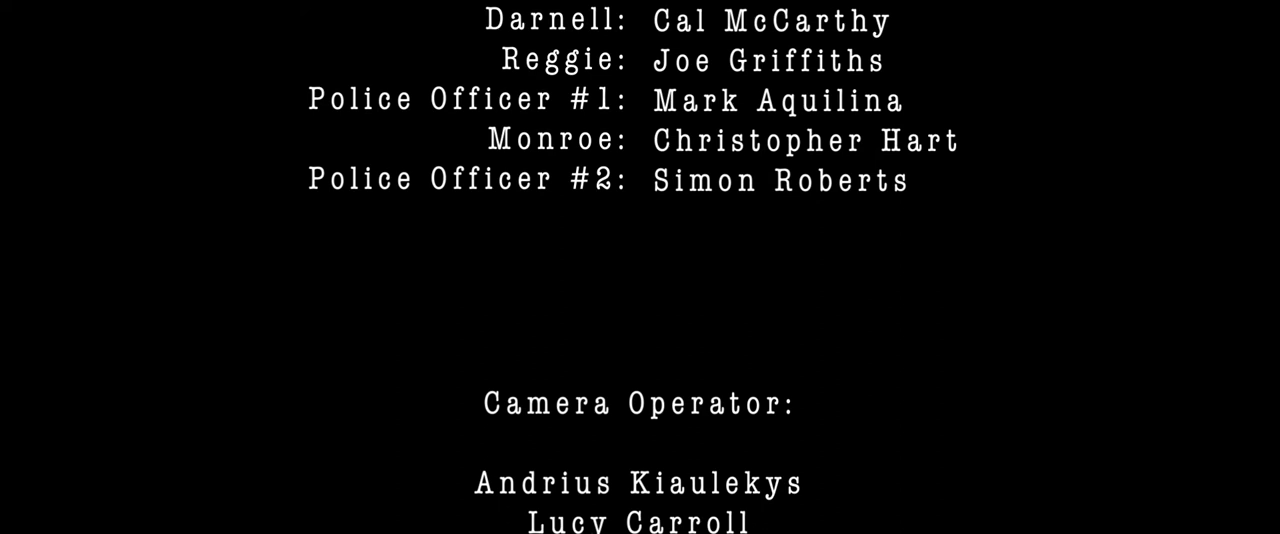 Darnell: Cal McCarthy
Reggie: Joe Griffiths
Police Officer #1: Mark Aquilina
Monroe: Christopher Hart
Police Officer #2: Simon Roberts
Camera Operator:
Andrius Kiaulekys
Lucy Carroll